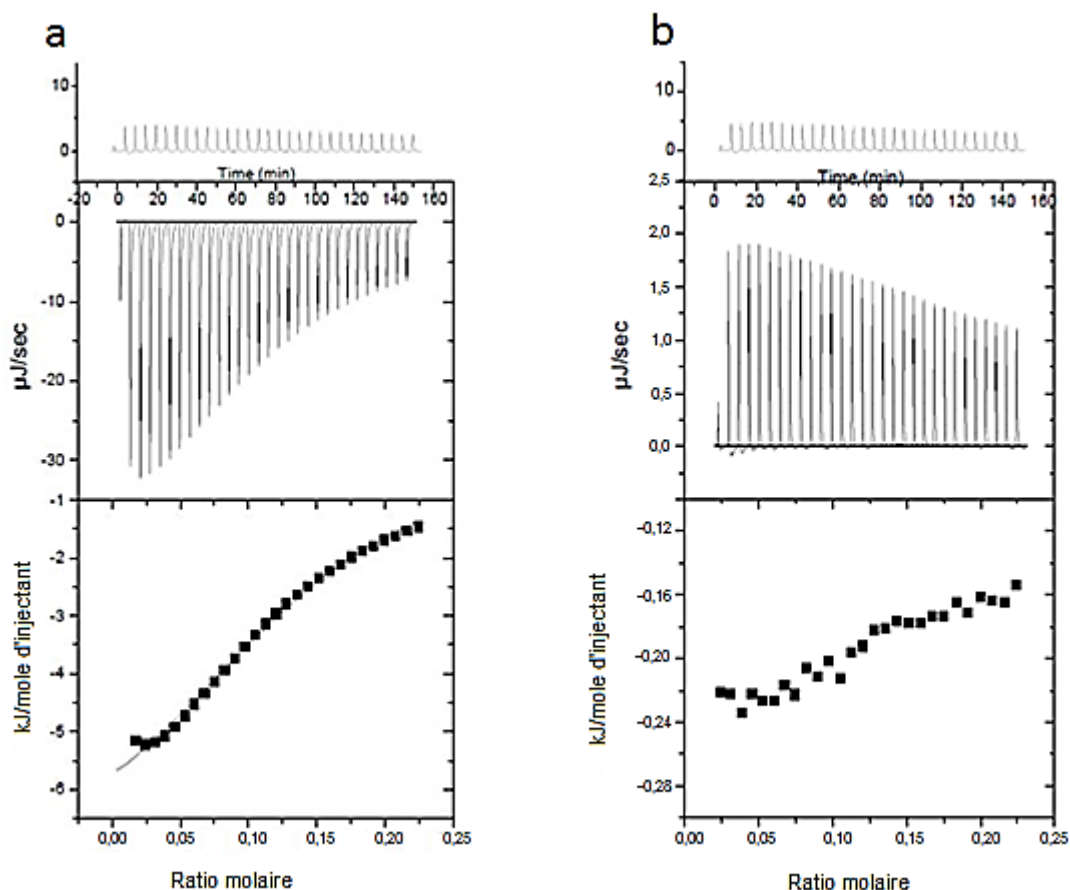 a
10
0
Time (min)
-20 0 20 40 60 80 100 120 140 160
0
-10
-20
-30
µJ/sec
-1
-2
-3
-4
-5
-6
kJ/mole d'injectant
0,00 0,05 0,10 0,15 0,20 0,25
Ratio molaire
b
10
0
Time (min)
0 20 40 60 80 100 120 140 160
2,5
2,0
1,5
1,0
0,5
0,0
µJ/sec
-0,12
-0,16
-0,20
-0,24
-0,28
kJ/mole d'injectant
0,00 0,05 0,10 0,15 0,20 0,25
Ratio molaire